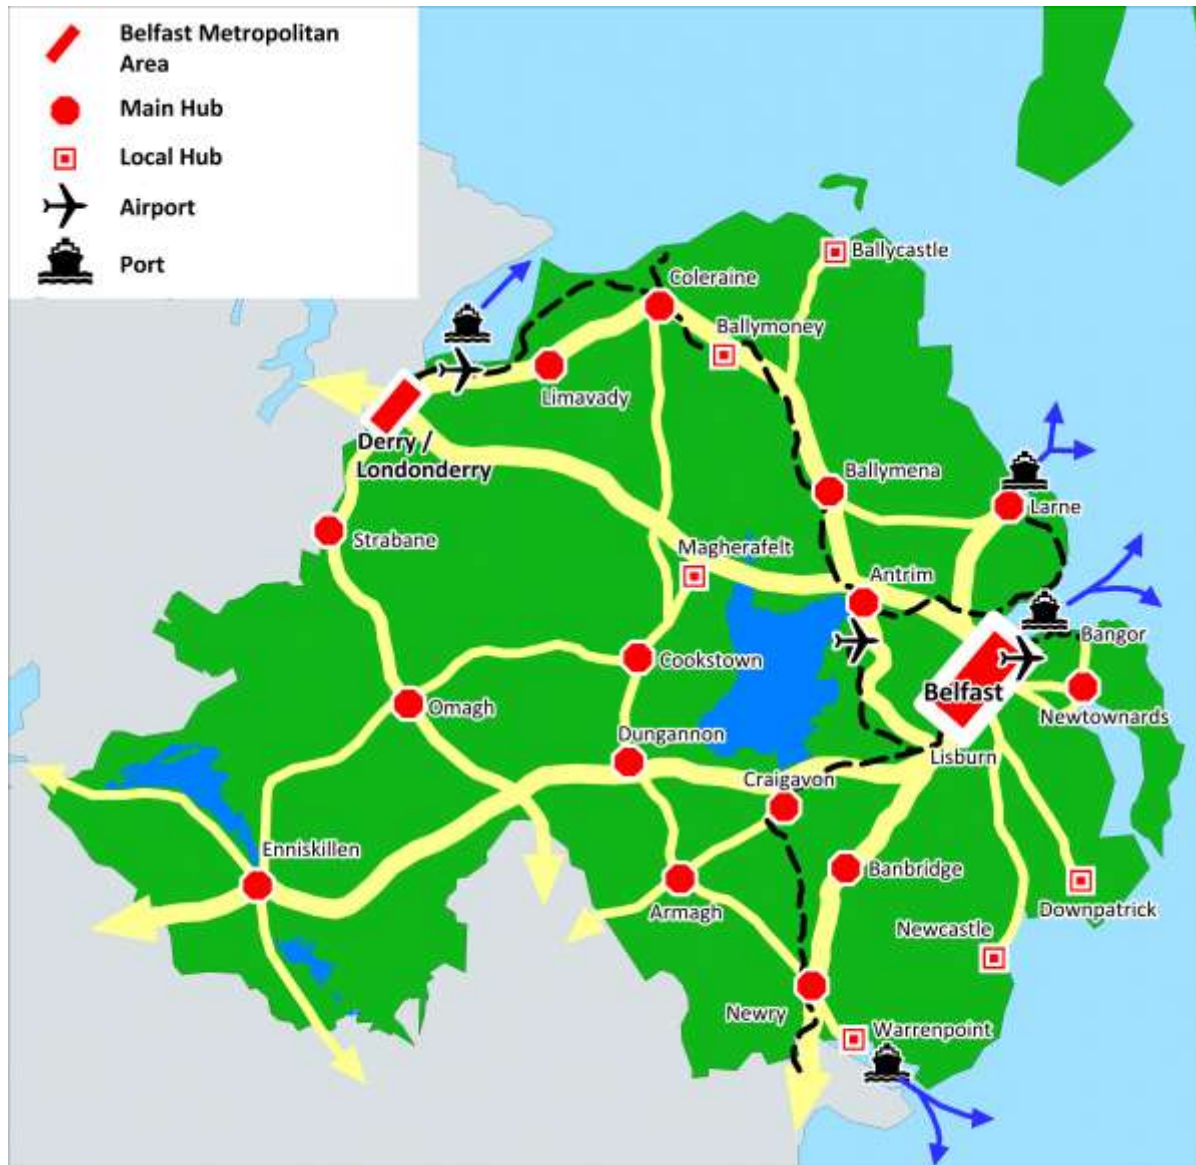 Belfast Metropolitan
Area
Main Hub
Local Hub
Airport
Port
Ballycastle
Coleraine
Ballymoney
Limavady
Derry /
Londonderry
Ballymena
Larne
Strabane
Magherafelt
Antrim
Bangor
Cookstown
Belfast
Omagh
Newtownards
Dungannon
Lisburn
Craigavon
Enniskillen
Banbridge
Armagh
Downpatrick
Newcastle
Newry
Warrenpoint